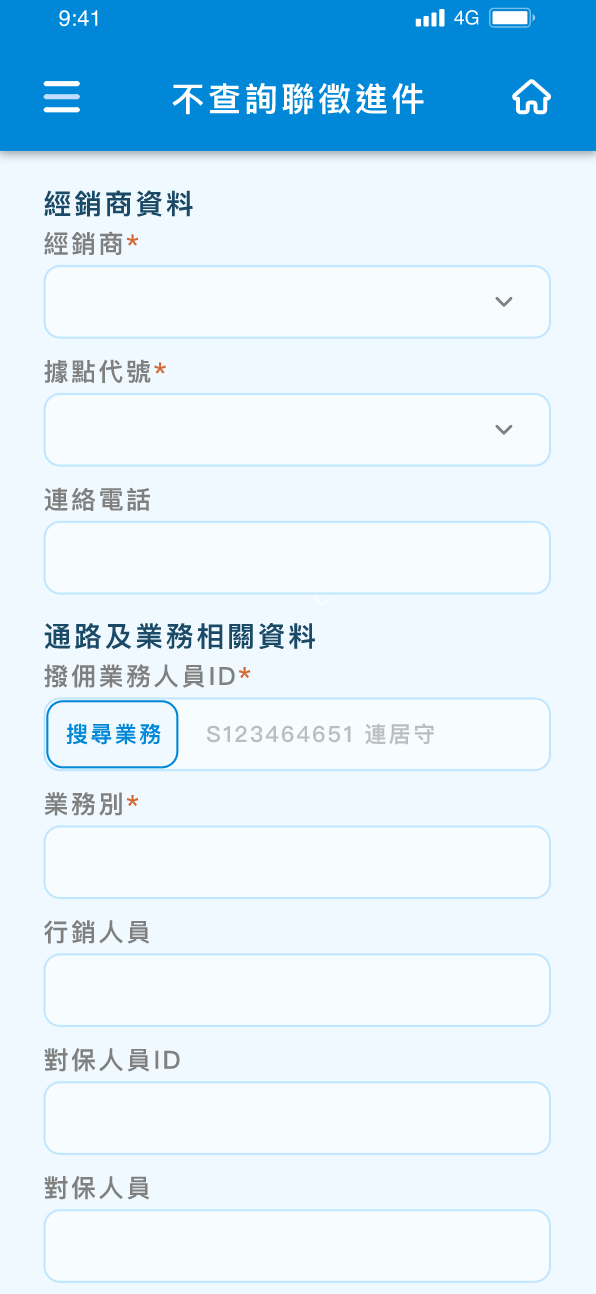 9:41
4G
不查詢聯徵進件
經銷商資料
經銷商*
據點代號*
連絡電話
通路及業務相關資料
撥佣業務人員ID*
搜尋業務 S123464651 連居守
業務別*
行銷人員
對保人員ID
對保人員